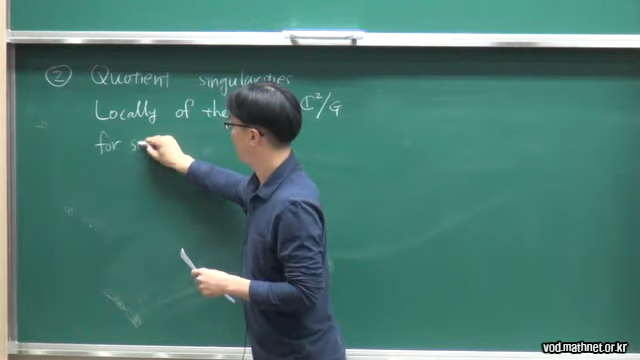 ② Quotient singularities
Locally of the ℂ²/G
for s
vod.mathnet.or.kr